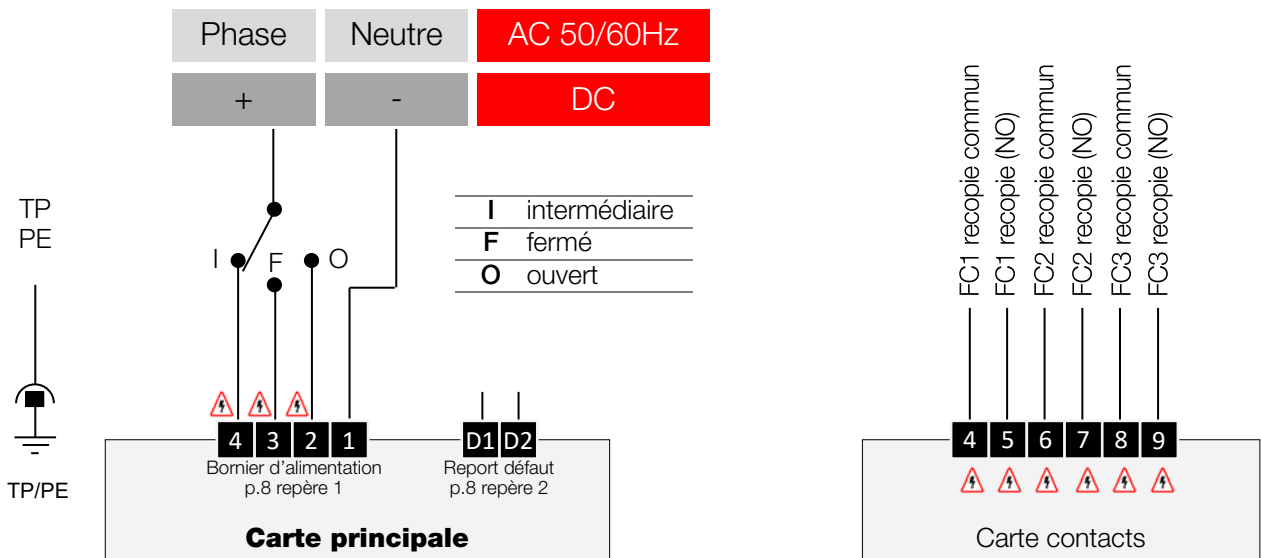 Phase Neutre AC 50/60Hz
+ - DC
TP
PE
I F O
I intermédiaire
F fermé
O ouvert
4 3 2 1
D1 D2
Bornier d'alimentation
p.8 repère 1
Report défaut
p.8 repère 2
TP/PE
Carte principale
FC1 recopie commun
FC1 recopie (NO)
FC2 recopie commun
FC2 recopie (NO)
FC3 recopie commun
FC3 recopie (NO)
4 5 6 7 8 9
Carte contacts